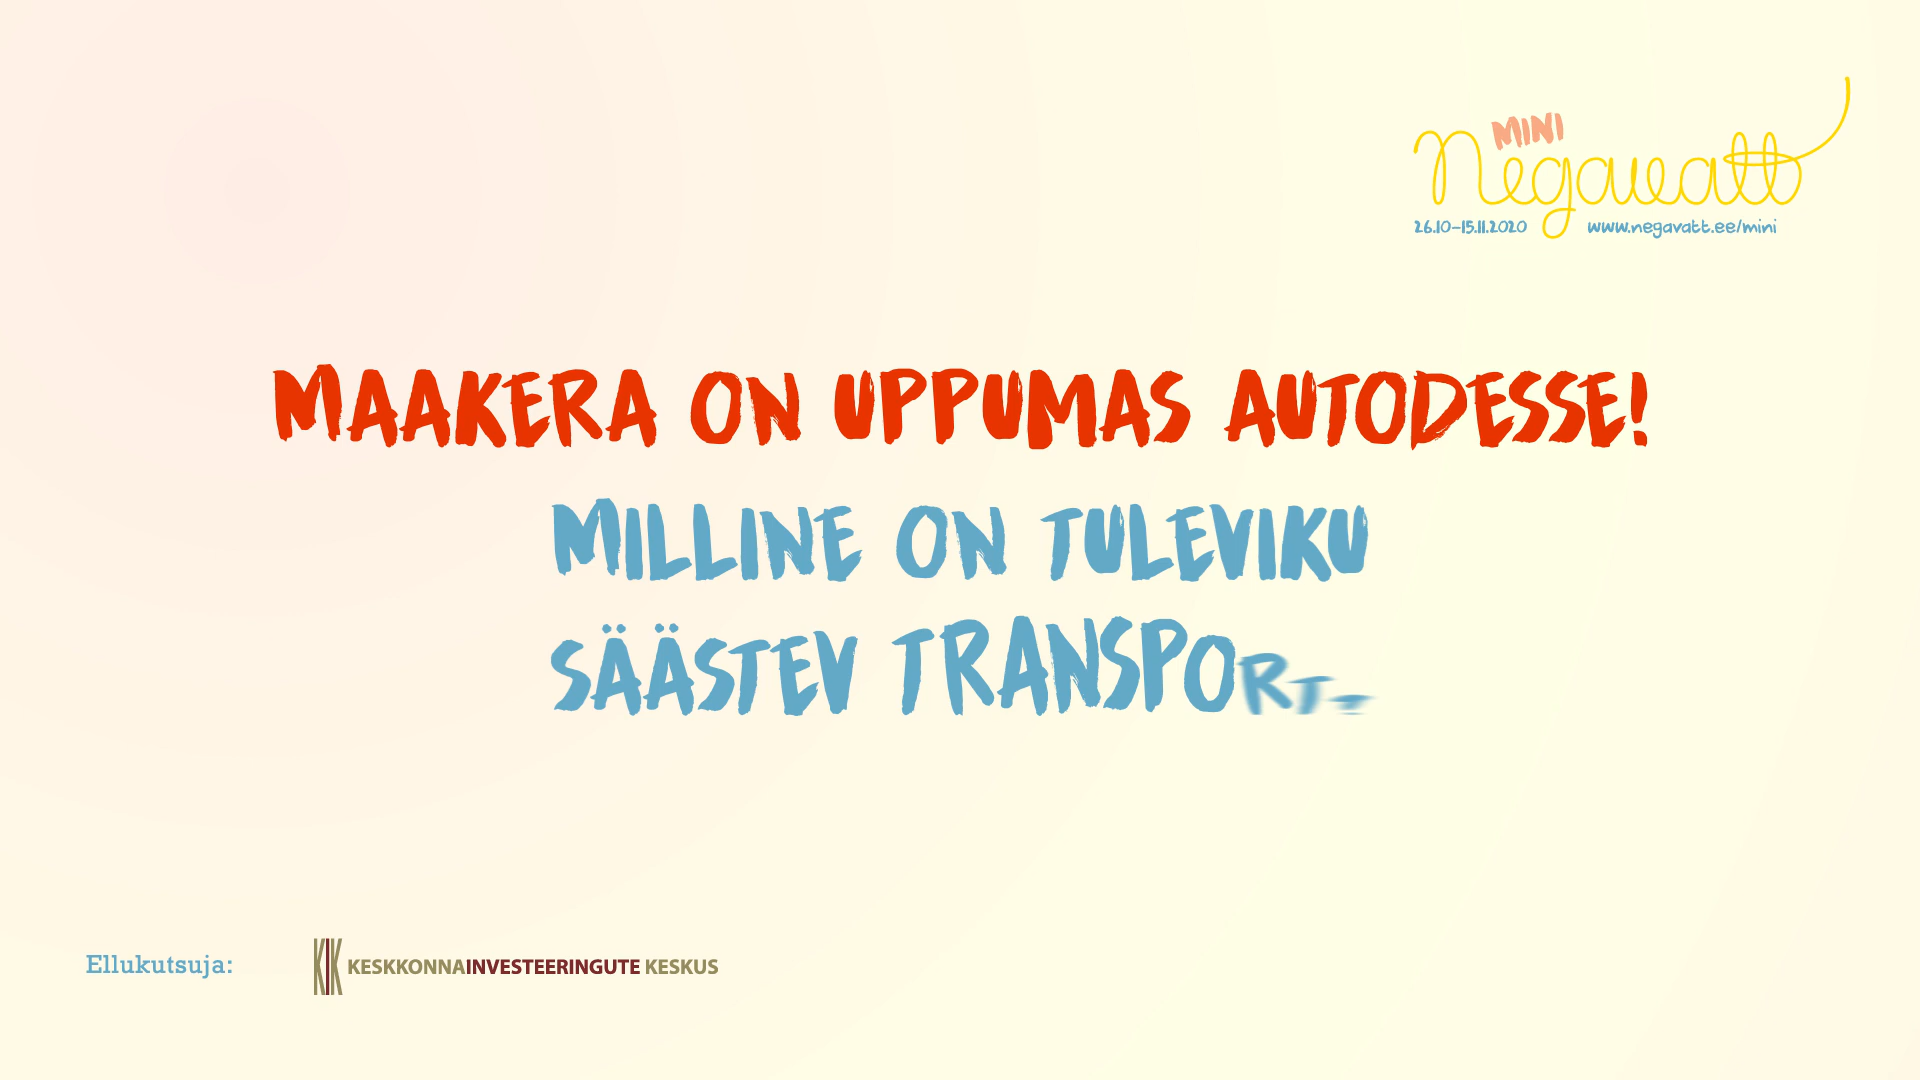 MINI
Negavatt
26.10–15.11.2020 www.negavatt.ee/mini
MAAKERA ON UPPUMAS AUTODESSE!
MILLINE ON TULEVIKU
SÄÄSTEV
Ellukutsuja: KIK KESKKONNAINVESTEERINGUTE KESKUS